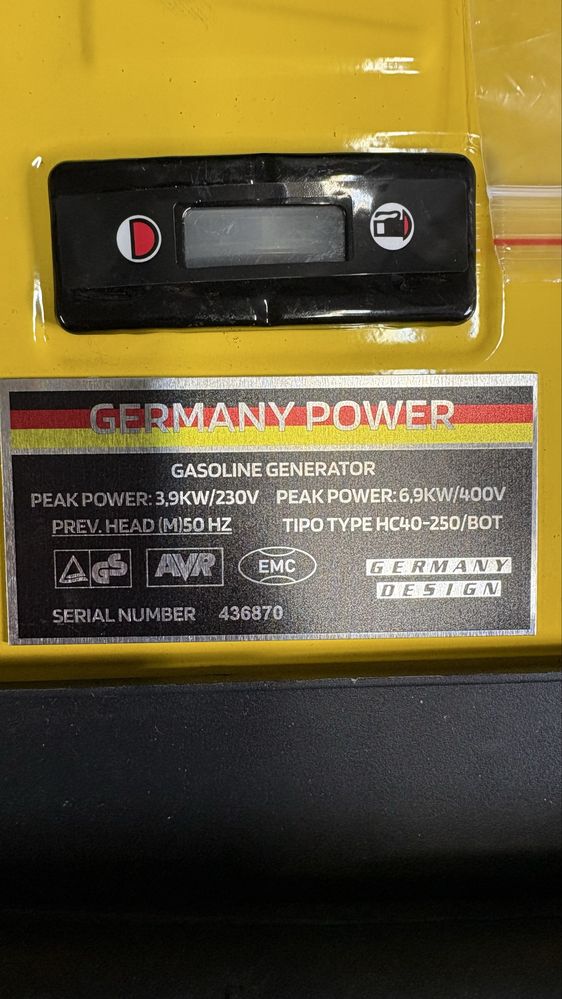 GERMANY POWER
GASOLINE GENERATOR
PEAK POWER: 3,9KW/230V PEAK POWER: 6,9KW/400V
PREV. HEAD (M)50 HZ TIPO TYPE HC40-250/BOT
GS AVR EMC GERMANY
DESIGN
SERIAL NUMBER 436870